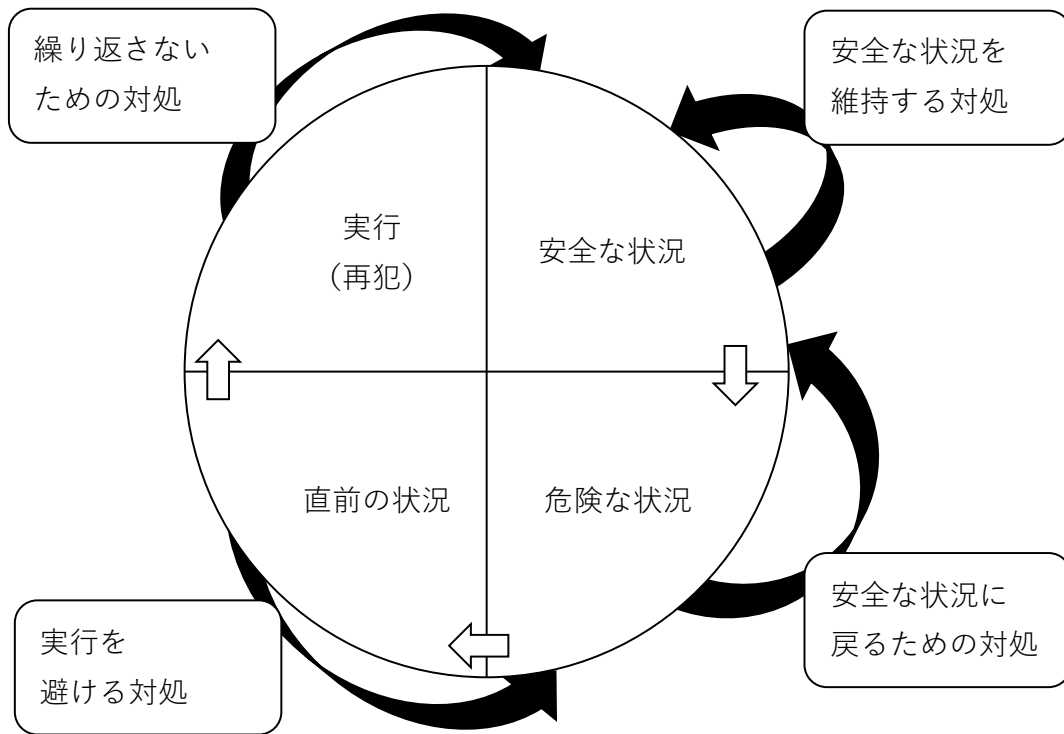 繰り返さない
ための対処
安全な状況を
維持する対処
実行
（再犯）
安全な状況
直前の状況
危険な状況
実行を
避ける対処
安全な状況に
戻るための対処